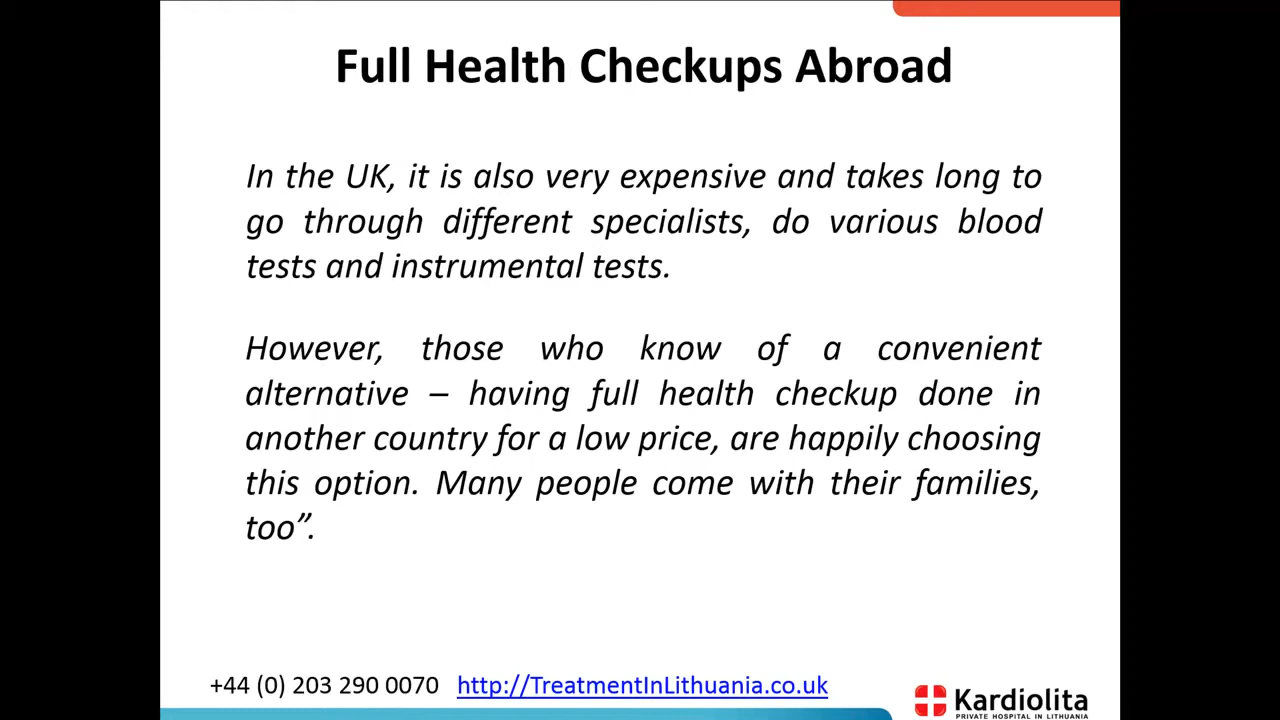 Full Health Checkups Abroad
In the UK, it is also very expensive and takes long to
go through different specialists, do various blood
tests and instrumental tests.
However, those who know of a convenient
alternative – having full health checkup done in
another country for a low price, are happily choosing
this option. Many people come with their families,
too”.
+44 (0) 203 290 0070 http://TreatmentInLithuania.co.uk
Kardiolita
PRIVATE HOSPITAL IN LITHUANIA